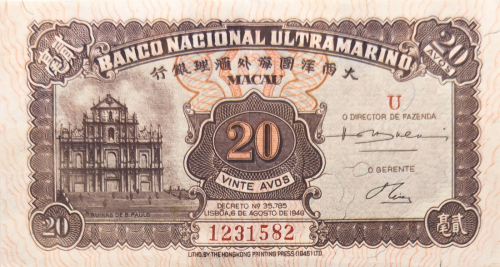 BANCO NACIONAL ULTRAMARINO
20
AVOS
行銀理滙外海國洋西大
MACAU
U
O DIRECTOR DE FAZENDA
20
VINTE AVOS
O GERENTE
DECRETO Nº 35.785
LISBOA, 6 DE AGOSTO DE 1946
RUINAS DE S. PAULO
20
1231582
毫貳
LITHO. BY THE HONGKONG PRINTING PRESS (1945) LTD.